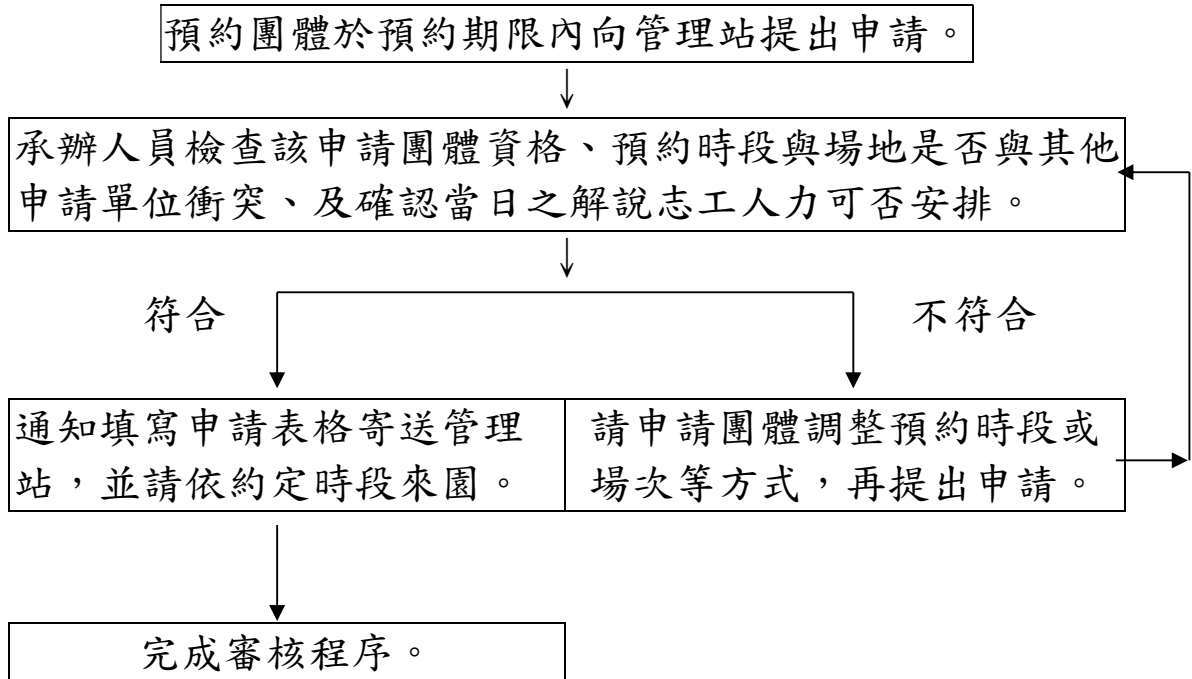 預約團體於預約期限內向管理站提出申請。
承辦人員檢查該申請團體資格、預約時段與場地是否與其他
申請單位衝突、及確認當日之解說志工人力可否安排。
符合
不符合
通知填寫申請表格寄送管理
站，並請依約定時段來園。
請申請團體調整預約時段或
場次等方式，再提出申請。
完成審核程序。